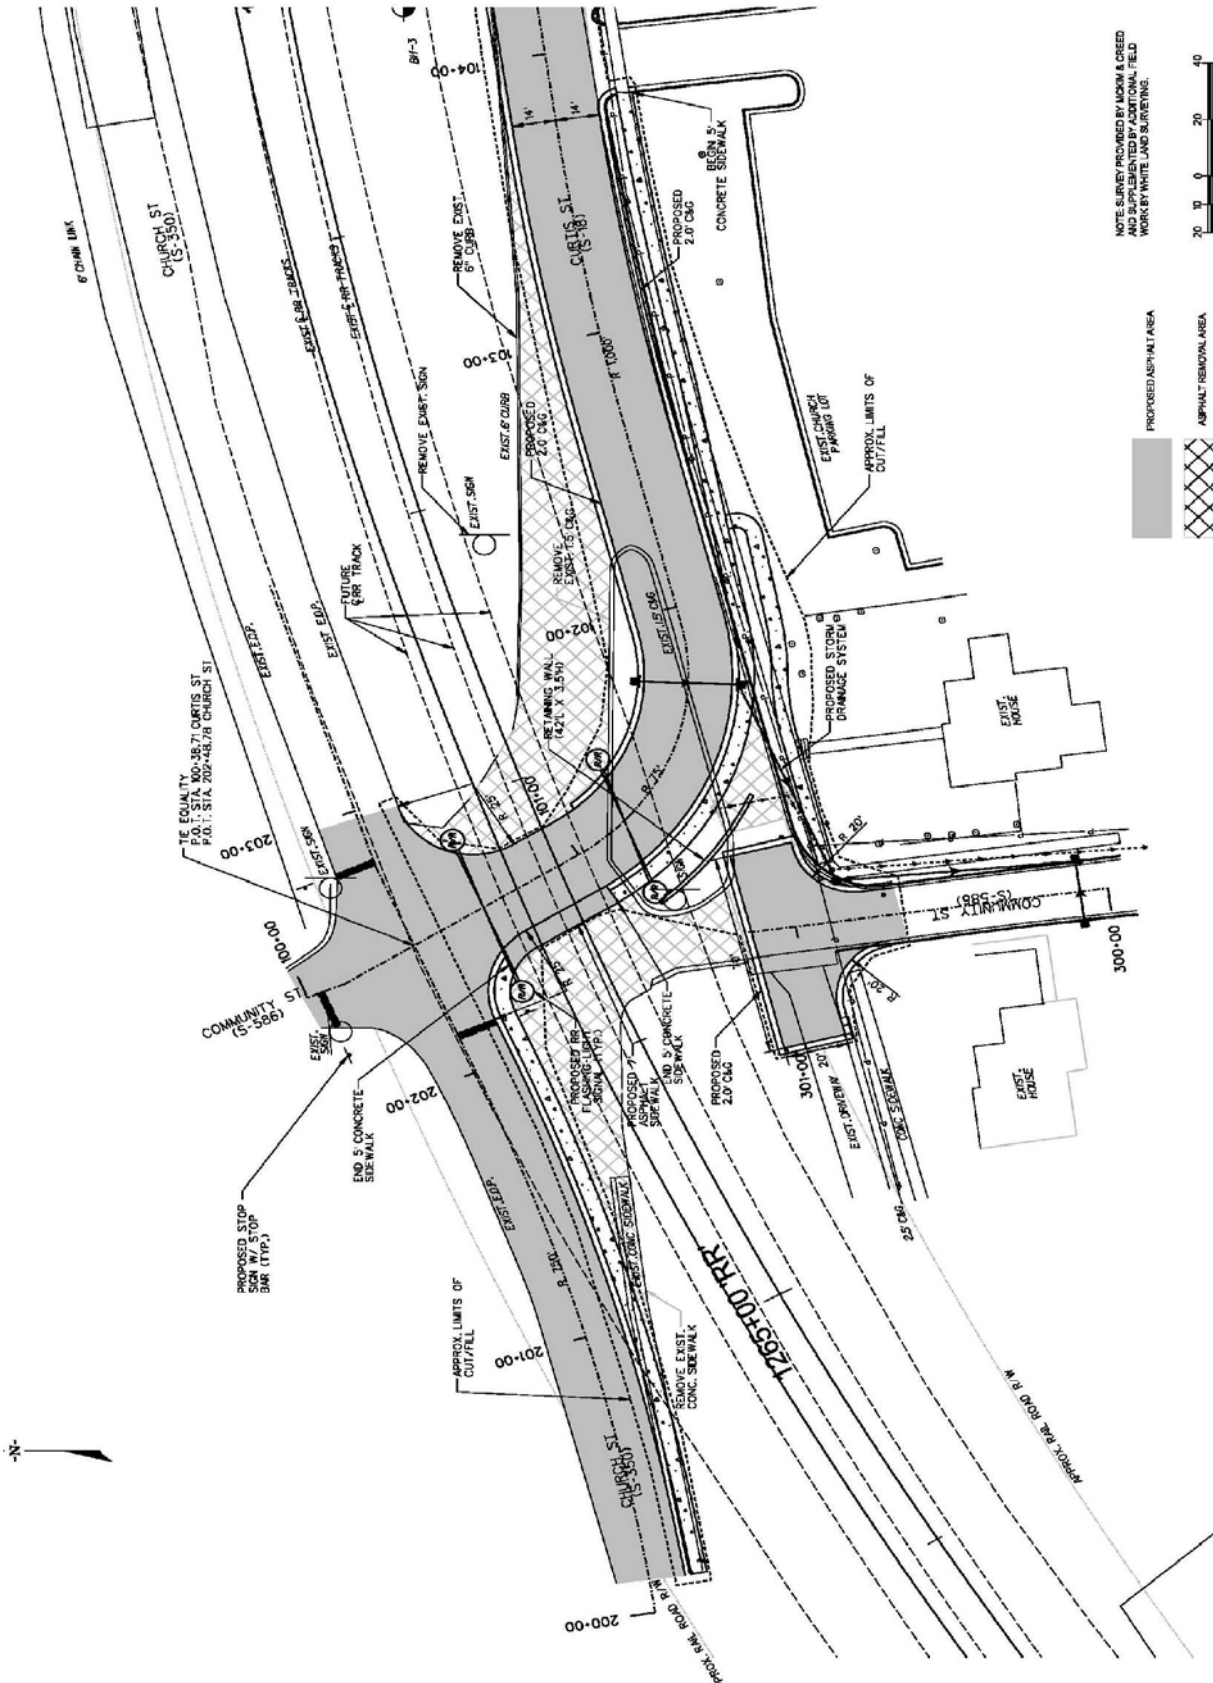 -N-
6' CHAIN LINK
CHURCH ST
(S-350)
EXIST ℄ RR TRACKS
EXIST ℄ RR TRACKS
BH-3
104+00
14'
14'
REMOVE EXIST.
6" CURB
CURTIS ST.
(S-18)
BEGIN 5'
CONCRETE SIDEWALK
PROPOSED
2.0' C&G
103+00
R 1,000'
EXIST. 6" CURB
PROPOSED
2.0' C&G
REMOVE EXIST. SIGN
EXIST. SIGN
REMOVE
EXIST. 1.5' C&G
EXIST. CHURCH
PARKING LOT
APPROX. LIMITS OF
CUT/FILL
FUTURE
℄ RR TRACK
EXIST. E.O.P.
EXIST E.O.P.
102+00
EXIST. 1.5' C&G
RETAINING WALL
(42'L X 3.5'H)
PROPOSED STORM
DRAINAGE SYSTEM
EXIST.
HOUSE
TIE EQUALITY
P.O.T. STA. 100+38.71 CURTIS ST
P.O.T. STA. 202+48.78 CHURCH ST
203+00
EXIST. SIGN
R 25'
101+00
R 75'
R 20'
100+00
COMMUNITY ST
(S-586)
EXIST.
SIGN
COMMUNITY ST
(S-586)
300+00
R 25'
R 20'
202+00
PROPOSED RR
FLASHING-LIGHT
SIGNAL (TYP.)
PROPOSED 7'
ASPHALT
SIDEWALK
END 5' CONCRETE
SIDEWALK
PROPOSED
2.0' C&G
301+00
20'
EXIST. DRIVEWAY
CONC SIDEWALK
2.5' C&G
EXIST.
HOUSE
END 5' CONCRETE
SIDEWALK
PROPOSED STOP
SIGN W/ STOP
BAR (TYP.)
EXIST. E.O.P.
R 750'
EXIST. CONC SIDEWALK
1265+00 RR
APPROX. LIMITS OF
CUT/FILL
201+00
REMOVE EXIST.
CONC. SIDEWALK
CHURCH ST
(S-350)
200+00
PROX. RAIL ROAD R/W
APPROX. RAIL ROAD R/W
NOTE: SURVEY PROVIDED BY MCKIM & CREED
AND SUPPLEMENTED BY ADDITIONAL FIELD
WORK BY WHITE LAND SURVEYING.
20 10 0 20 40
PROPOSED ASPHALT AREA
ASPHALT REMOVAL AREA